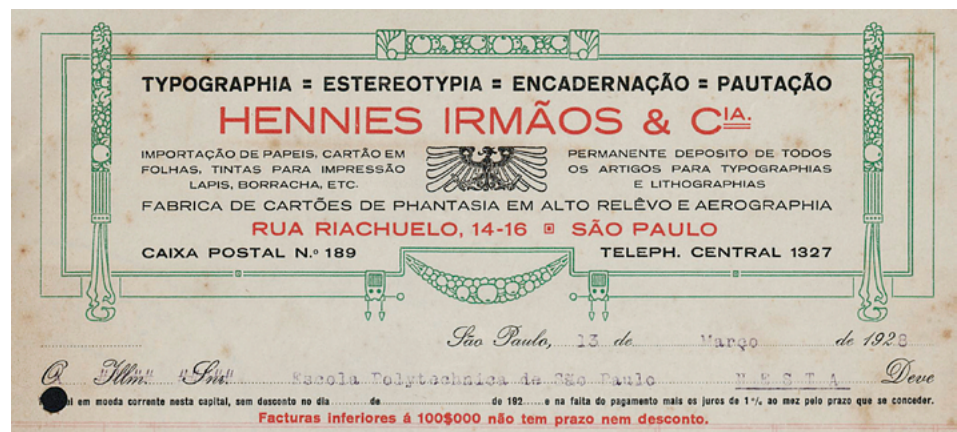 TYPOGRAPHIA = ESTEREOTYPIA = ENCADERNAÇÃO = PAUTAÇÃO
HENNIES IRMÃOS & CIA.
IMPORTAÇÃO DE PAPEIS, CARTÃO EM
FOLHAS, TINTAS PARA IMPRESSÃO
LAPIS, BORRACHA, ETC.
PERMANENTE DEPOSITO DE TODOS
OS ARTIGOS PARA TYPOGRAPHIAS
E LITHOGRAPHIAS
FABRICA DE CARTÕES DE PHANTASIA EM ALTO RELÊVO E AEROGRAPHIA
RUA RIACHUELO, 14-16 SÃO PAULO
CAIXA POSTAL N.º 189 TELEPH. CENTRAL 1327
São Paulo, 13 de Março de 1928
Illm. Snr. Escola Polytechnica de São Paulo N E S T A Deve
em moeda corrente nesta capital, sem desconto no dia de de 192 e na falta do pagamento mais os juros de 1% ao mez pelo prazo que se conceder.
Facturas inferiores á 100$000 não tem prazo nem desconto.